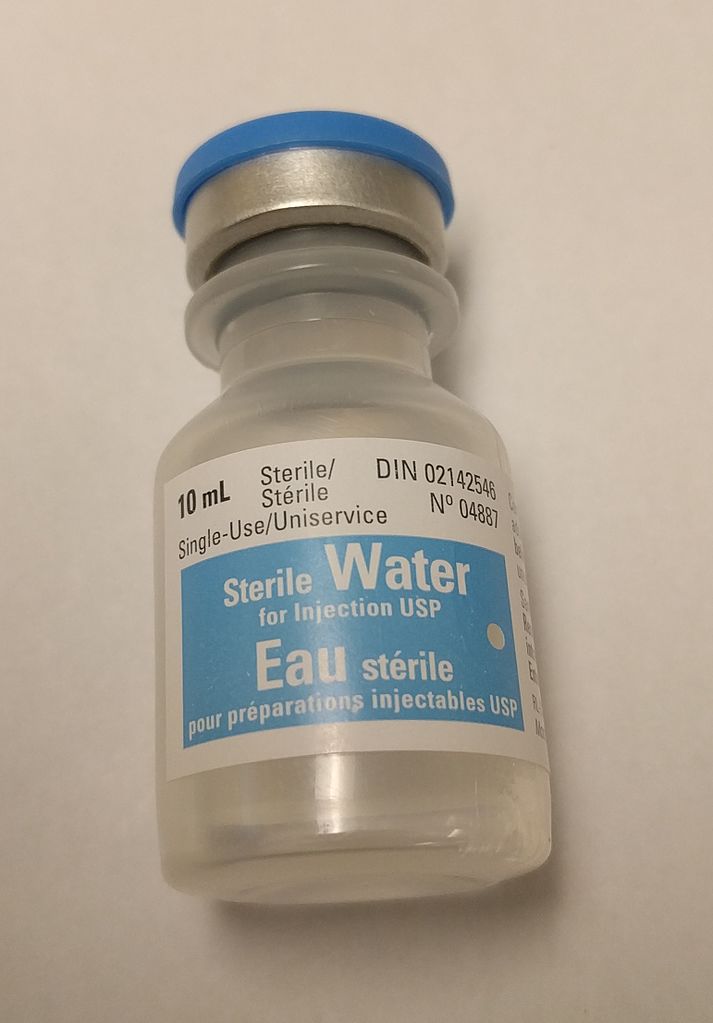 10 mL Sterile/ DIN 02142546
Stérile Nº 04887
Single-Use/Uniservice
Sterile Water
for Injection USP
Eau stérile
pour préparations injectables USP